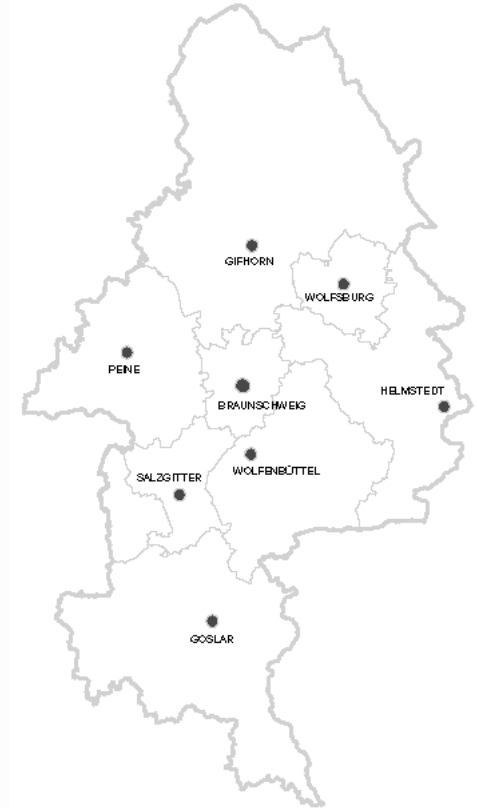 GIFHORN
WOLFSBURG
PEINE
HELMSTEDT
BRAUNSCHWEIG
WOLFENBÜTTEL
SALZGITTER
GOSLAR